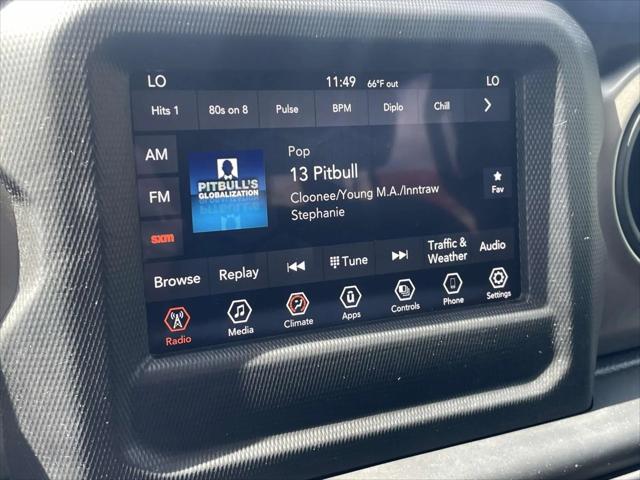 LO 11:49 66°F out LO
Hits 1 80s on 8 Pulse BPM Diplo Chill
AM
FM
sxm
PITBULL'S
GLOBALIZATION
Pop
13 Pitbull
Cloonee/Young M.A./Inntraw
Stephanie
Fav
Browse Replay Tune Traffic & Weather Audio
Radio Media Climate Apps Controls Phone Settings